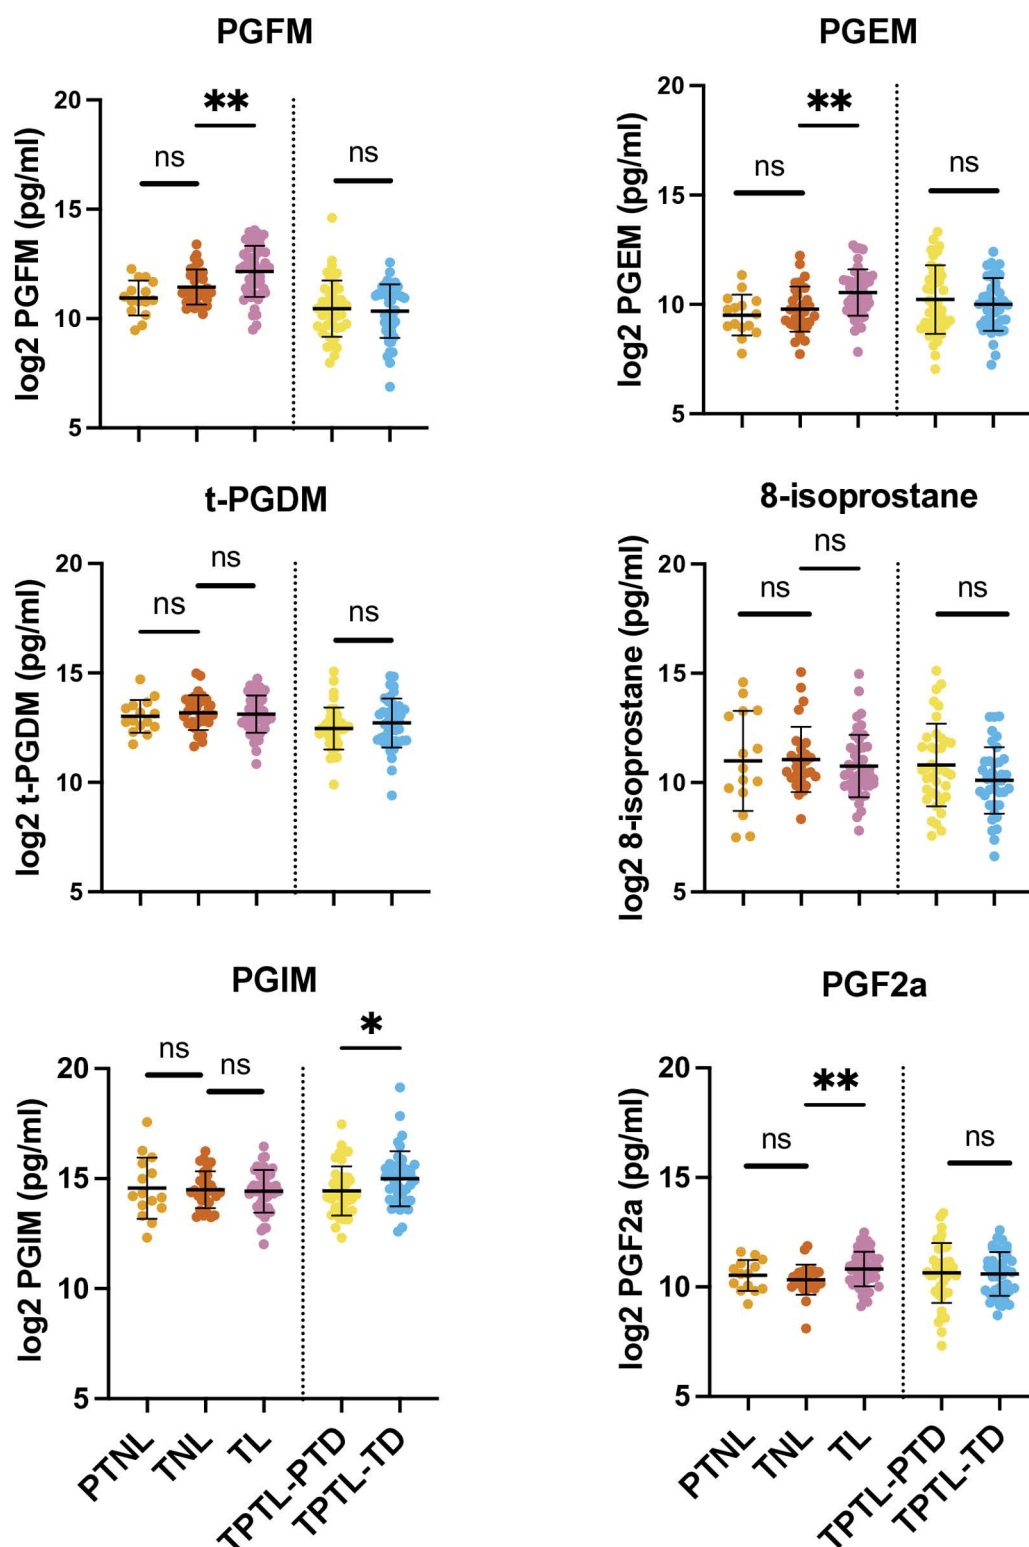 PGFM
log2 PGFM (pg/ml)
20
15
10
5
ns
**
ns
PGEM
log2 PGEM (pg/ml)
20
15
10
5
ns
**
ns
t-PGDM
log2 t-PGDM (pg/ml)
20
15
10
5
ns
ns
ns
8-isoprostane
log2 8-isoprostane (pg/ml)
20
15
10
5
ns
ns
ns
PGIM
log2 PGIM (pg/ml)
20
15
10
5
ns
ns
*
PTNL
TNL
TL
TPTL-PTD
TPTL-TD
PGF2a
log2 PGF2a (pg/ml)
20
15
10
5
ns
**
ns
PTNL
TNL
TL
TPTL-PTD
TPTL-TD